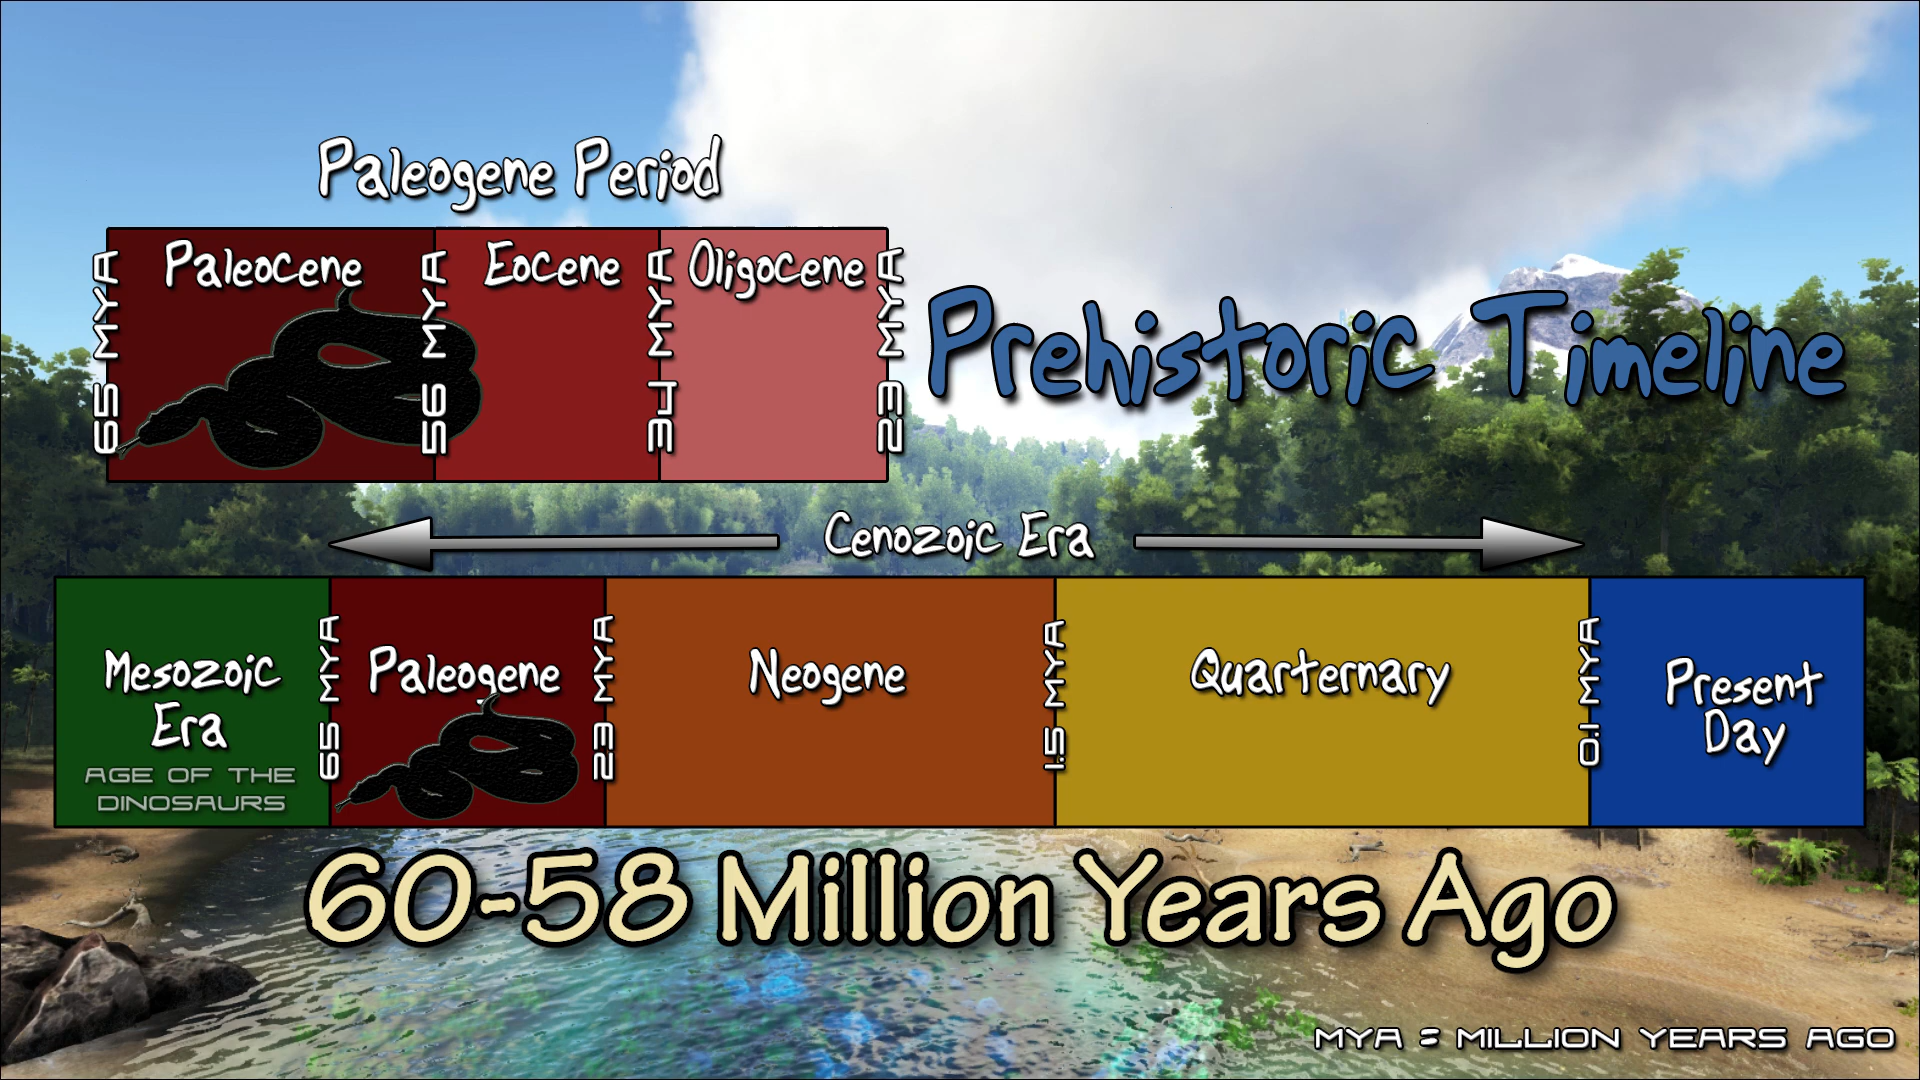 Paleogene Period
Paleocene
Eocene
Oligocene
65 MYA
56 MYA
34 MYA
23 MYA
Prehistoric Timeline
Cenozoic Era
Mesozoic
Era
AGE OF THE
DINOSAURS
65 MYA
Paleogene
23 MYA
Neogene
1.5 MYA
Quarternary
0.1 MYA
Present
Day
60-58 Million Years Ago
MYA = MILLION YEARS AGO